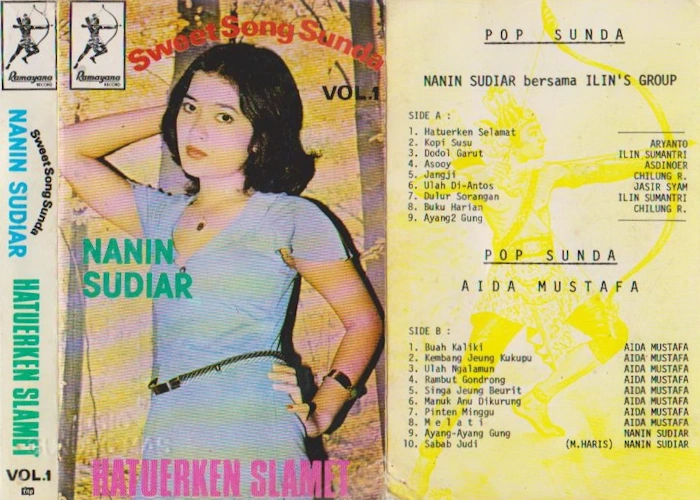 Ramayana
RECORD
Sweet Song Sunda
NANIN SUDIAR
HATUERKEN SLAMET
VOL.1
Ramayana
RECORD
Sweet Song Sunda
VOL.1
NANIN
SUDIAR
HATUERKEN SLAMET
POP SUNDA
NANIN SUDIAR bersama ILIN'S GROUP
SIDE A :
1. Hatuerken Selamat
2. Kopi Susu ARYANTO
3. Dodol Garut ILIN SUMANTRI
4. Asooy ASDINOER
5. Jangji CHILUNG R.
6. Ulah Di-Antos JASIR SYAM
7. Dulur Sorangan ILIN SUMANTRI
8. Buku Harian CHILUNG R.
9. Ayang2 Gung
POP SUNDA
AIDA MUSTAFA
SIDE B :
1. Buah Kaliki AIDA MUSTAFA
2. Kembang Jeung Kukupu AIDA MUSTAFA
3. Ulah Ngalamun AIDA MUSTAFA
4. Rambut Gondrong AIDA MUSTAFA
5. Singa Jeung Beurit AIDA MUSTAFA
6. Manuk Anu Dikurung AIDA MUSTAFA
7. Pinten Minggu AIDA MUSTAFA
8. Melati AIDA MUSTAFA
9. Ayang-Ayang Gung NANIN SUDIAR
10. Sabab Judi (M.HARIS) NANIN SUDIAR